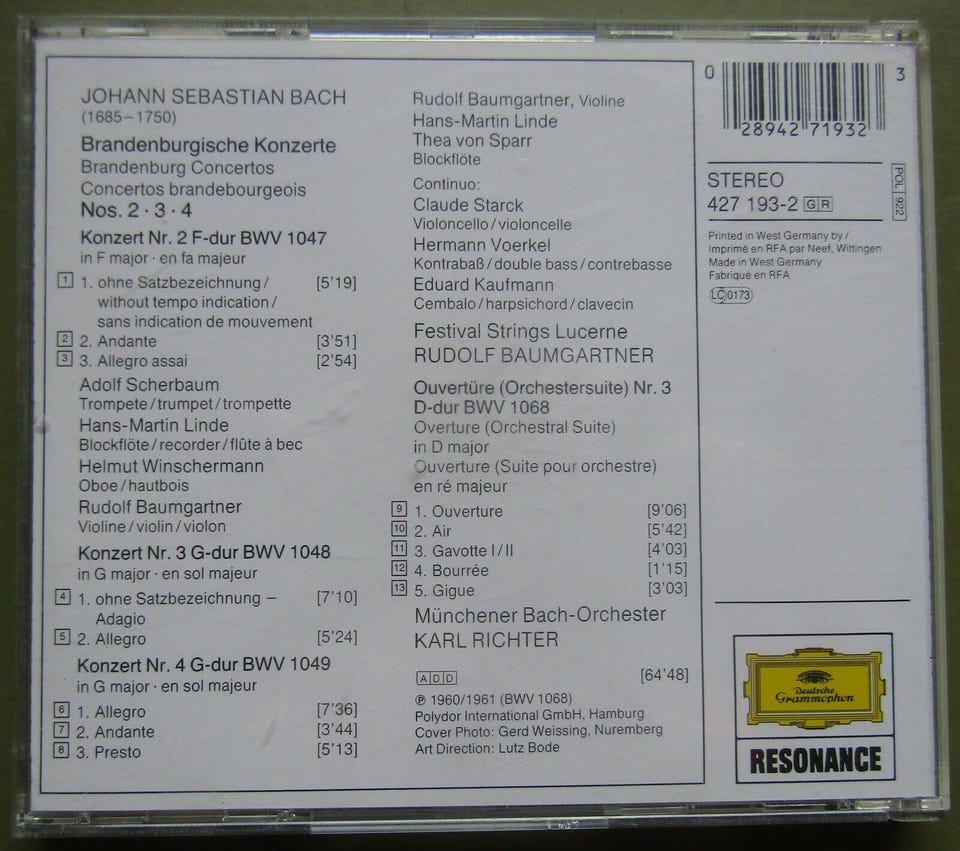 JOHANN SEBASTIAN BACH
(1685–1750)
Brandenburgische Konzerte
Brandenburg Concertos
Concertos brandebourgeois
Nos. 2 · 3 · 4
Konzert Nr. 2 F-dur BWV 1047
in F major · en fa majeur
1 1. ohne Satzbezeichnung / [5'19]
without tempo indication /
sans indication de mouvement
2 2. Andante [3'51]
3 3. Allegro assai [2'54]
Adolf Scherbaum
Trompete / trumpet / trompette
Hans-Martin Linde
Blockflöte / recorder / flûte à bec
Helmut Winschermann
Oboe / hautbois
Rudolf Baumgartner
Violine / violin / violon
Konzert Nr. 3 G-dur BWV 1048
in G major · en sol majeur
4 1. ohne Satzbezeichnung – [7'10]
Adagio
5 2. Allegro [5'24]
Konzert Nr. 4 G-dur BWV 1049
in G major · en sol majeur
6 1. Allegro [7'36]
7 2. Andante [3'44]
8 3. Presto [5'13]
Rudolf Baumgartner, Violine
Hans-Martin Linde
Thea von Sparr
Blockflöte
Continuo:
Claude Starck
Violoncello / violoncelle
Hermann Voerkel
Kontrabaß / double bass / contrebasse
Eduard Kaufmann
Cembalo / harpsichord / clavecin
Festival Strings Lucerne
RUDOLF BAUMGARTNER
Ouvertüre (Orchestersuite) Nr. 3
D-dur BWV 1068
Overture (Orchestral Suite)
in D major
Ouverture (Suite pour orchestre)
en ré majeur
9 1. Ouverture [9'06]
10 2. Air [5'42]
11 3. Gavotte I / II [4'03]
12 4. Bourrée [1'15]
13 5. Gigue [3'03]
Münchener Bach-Orchester
KARL RICHTER
ADD [64'48]
℗ 1960/1961 (BWV 1068)
Polydor International GmbH, Hamburg
Cover Photo: Gerd Weissing, Nuremberg
Art Direction: Lutz Bode
0 28942 71932 3
STEREO
427 193-2 GR
POL 922
Printed in West Germany by /
Imprimé en RFA par Neef, Wittingen
Made in West Germany
Fabriqué en RFA
LC 0173
Deutsche
Grammophon
RESONANCE